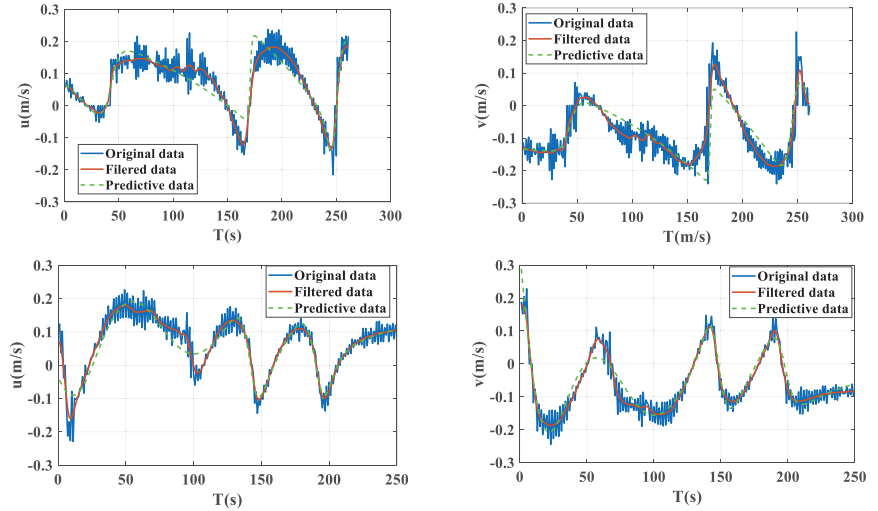 0.3
0.2
0.1
0
-0.1
-0.2
-0.3
u(m/s)
Original data
Filered data
Predictive data
0 50 100 150 200 250 300
T(s)
0.3
0.2
0.1
0
-0.1
-0.2
-0.3
v(m/s)
Original data
Filtered data
Predictive data
0 50 100 150 200 250 300
T(m/s)
0.3
0.2
0.1
0
-0.1
-0.2
-0.3
u(m/s)
Original data
Filtered data
Predictive data
0 50 100 150 200 250
T(s)
0.3
0.2
0.1
0
-0.1
-0.2
-0.3
v(m/s)
Original data
Filtered data
Predictive data
0 50 100 150 200 250
T(s)